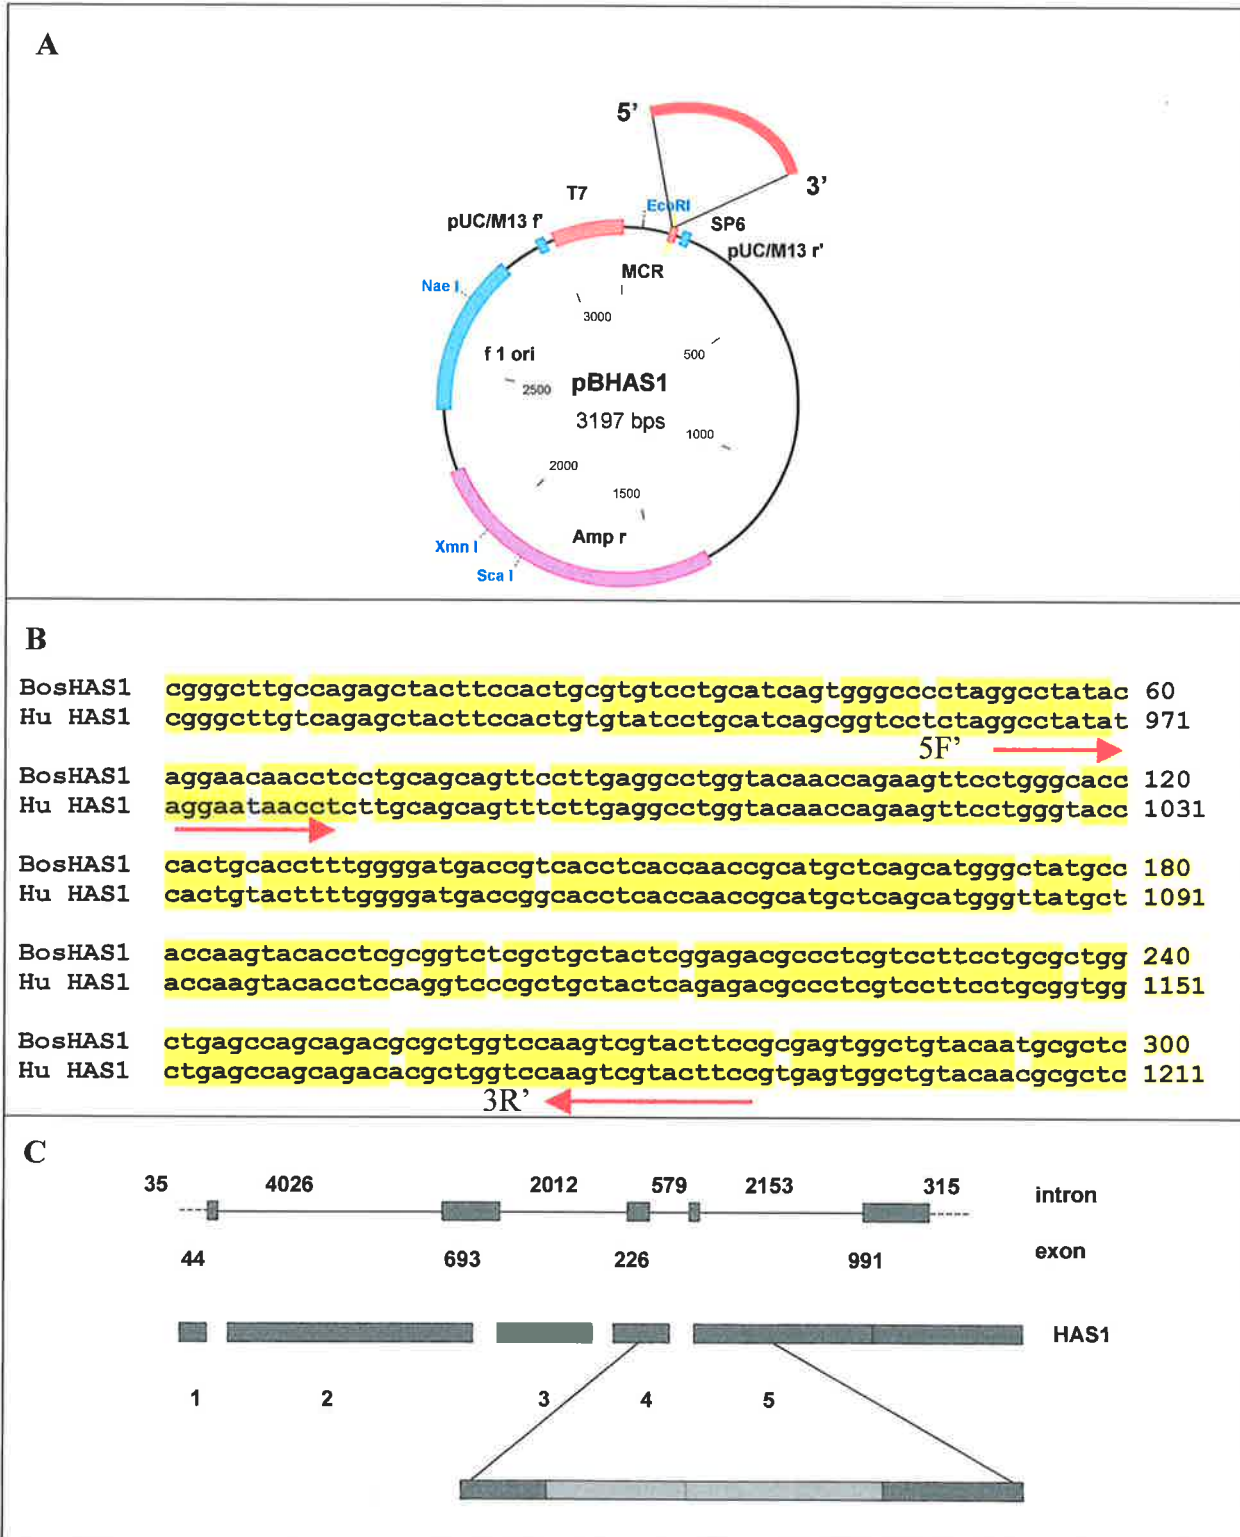 A
5'
3'
T7
EcoRI
pUC/M13 f'
SP6
pUC/M13 r'
MCR
Nae I
3000
500
f 1 ori
2500
pBHAS1
3197 bps
1000
2000
1500
Amp r
Xmn I
Sca I
B
BosHAS1 cgggcttgccagagctacttccactgcgtgtcctgcatcagtgggcccctaggcctatac 60
Hu HAS1 cgggcttgtcagagctacttccactgtgtatcctgcatcagcggtcctctaggcctatat 971
5F'
BosHAS1 aggaacaacctcctgcagcagttccttgaggcctggtacaaccagaagttcctgggcacc 120
Hu HAS1 aggaataacctcttgcagcagtttcttgaggcctggtacaaccagaagttcctgggtacc 1031
BosHAS1 cactgcacctttggggatgaccgtcacctcaccaaccgcatgctcagcatgggctatgcc 180
Hu HAS1 cactgtacttttggggatgaccggcacctcaccaaccgcatgctcagcatgggttatgct 1091
BosHAS1 accaagtacacctcgcggtctcgctgctactcggagacgccctcgtccttcctgcgctgg 240
Hu HAS1 accaagtacacctccaggtcccgctgctactcagagacgccctcgtccttcctgcggtgg 1151
BosHAS1 ctgagccagcagacgcgctggtccaagtcgtacttccgcgagtggctgtacaatgcgctc 300
Hu HAS1 ctgagccagcagacacgctggtccaagtcgtacttccgtgagtggctgtacaacgcgctc 1211
3R'
C
35 4026 2012 579 2153 315 intron
44 693 226 991 exon
HAS1
1 2 3 4 5